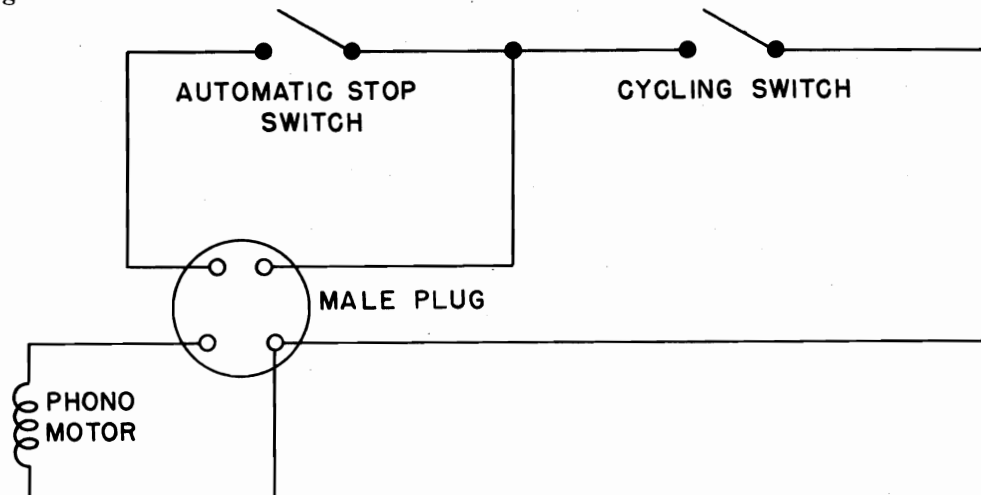 g
AUTOMATIC STOP
SWITCH
CYCLING SWITCH
MALE PLUG
PHONO
MOTOR